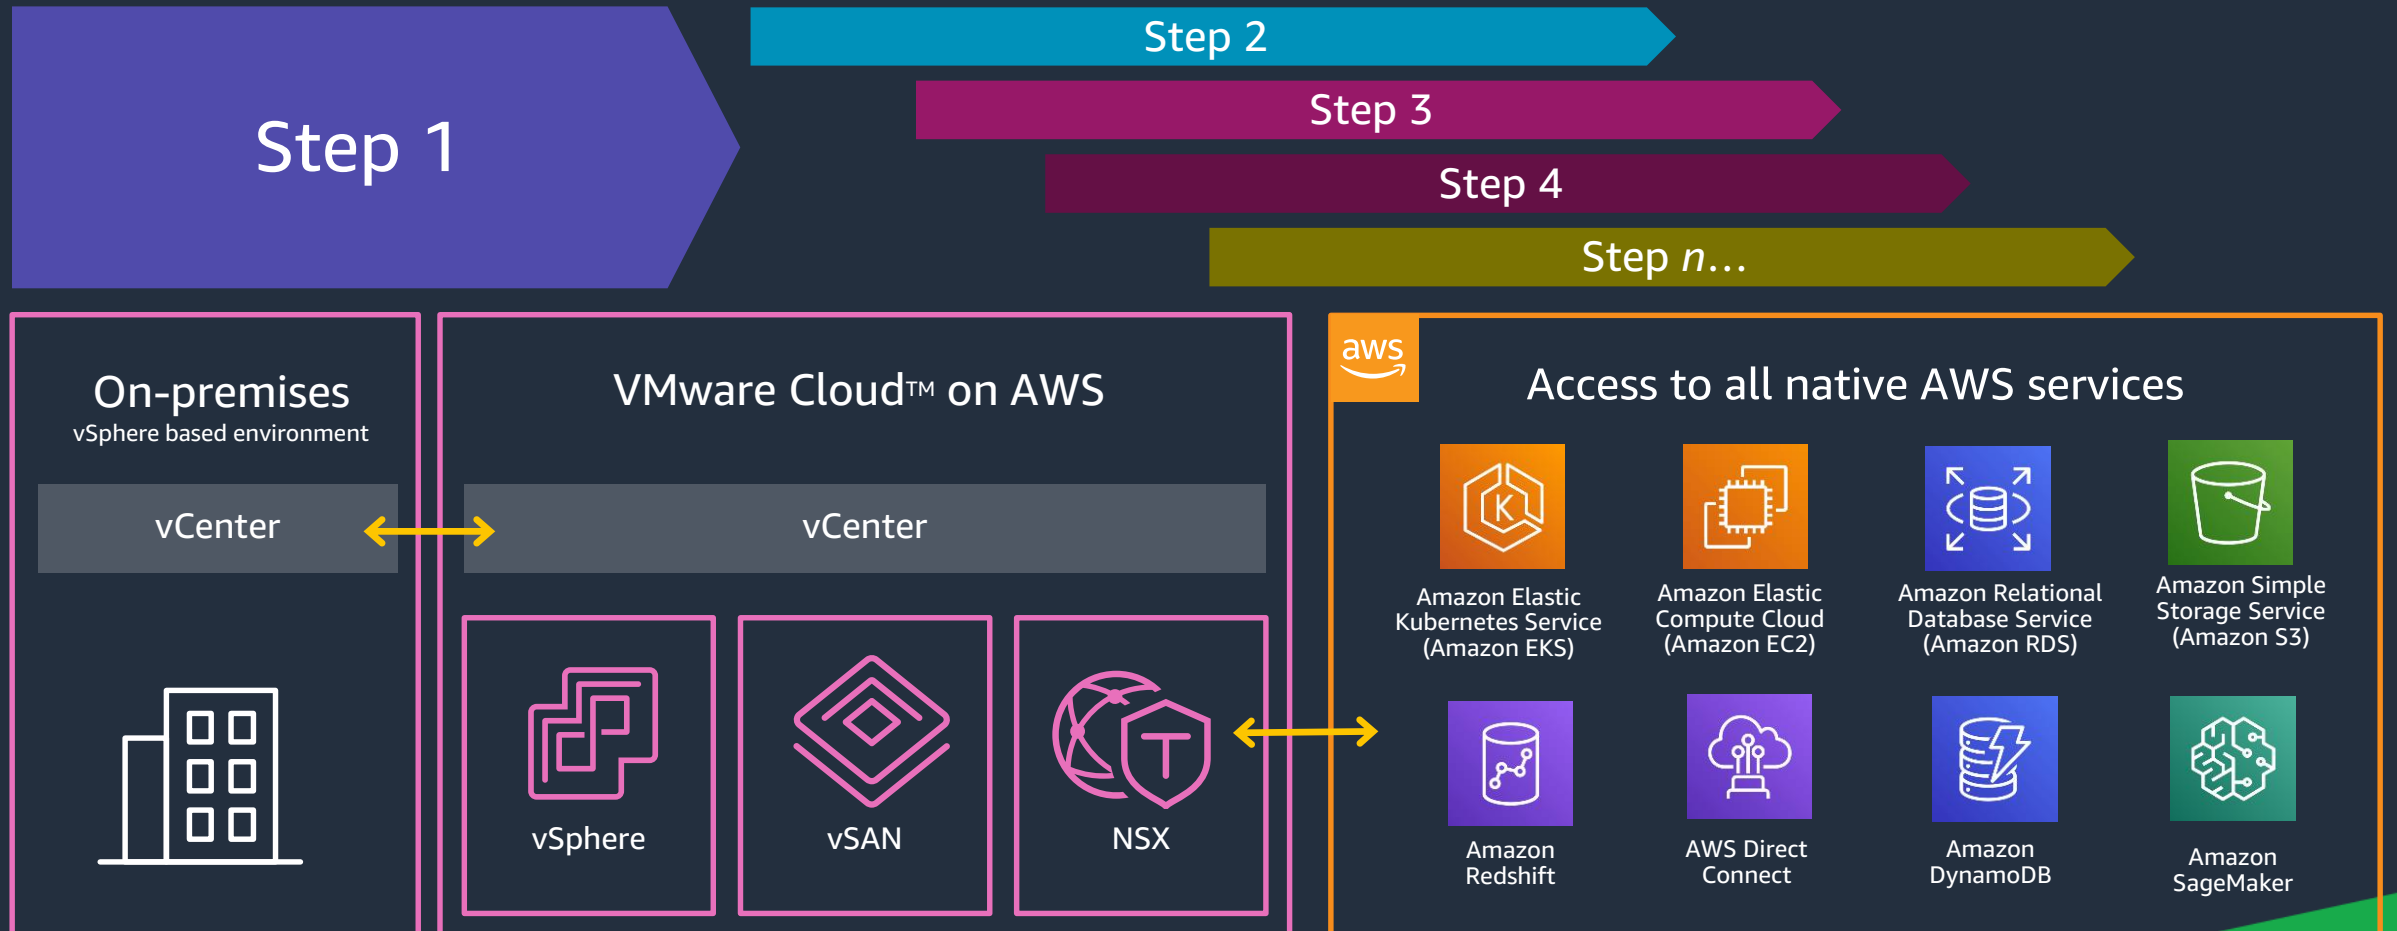 Step 1
Step 2
Step 3
Step 4
Step n...
On-premises
vSphere based environment
vCenter
VMware Cloud™ on AWS
vCenter
vSphere
vSAN
T
NSX
aws
Access to all native AWS services
K
Amazon Elastic
Kubernetes Service
(Amazon EKS)
Amazon Elastic
Compute Cloud
(Amazon EC2)
Amazon Relational
Database Service
(Amazon RDS)
Amazon Simple
Storage Service
(Amazon S3)
Amazon
Redshift
AWS Direct
Connect
Amazon
DynamoDB
Amazon
SageMaker